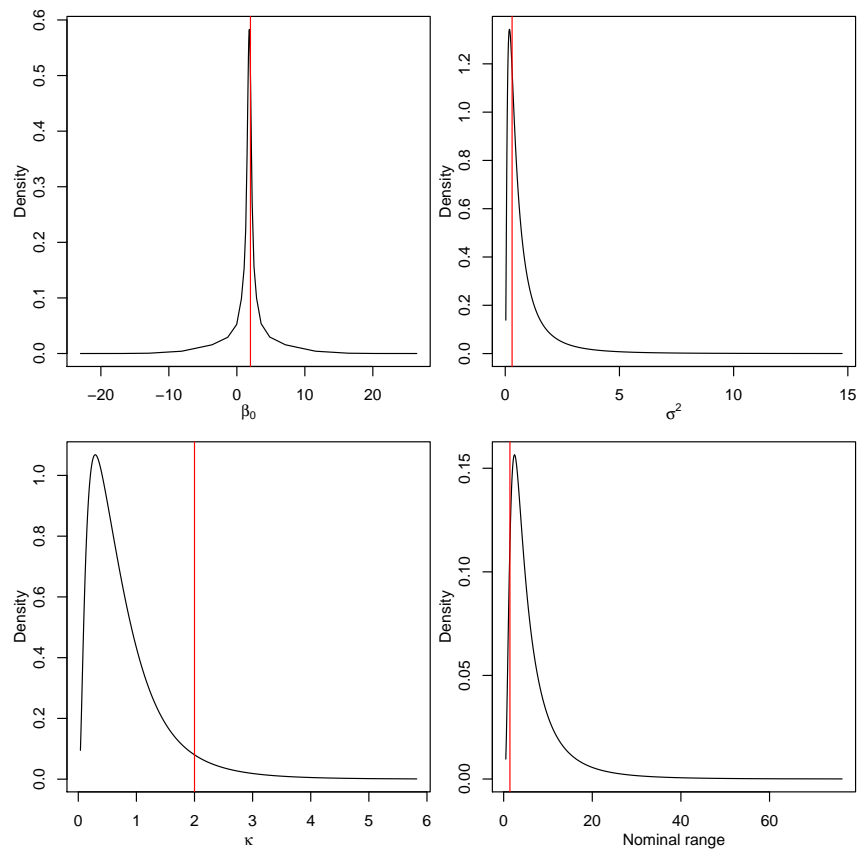 0.0 0.1 0.2 0.3 0.4 0.5 0.6
Density
−20 −10 0 10 20
β0
0.0 0.2 0.4 0.6 0.8 1.0 1.2
Density
0 5 10 15
σ2
0.0 0.2 0.4 0.6 0.8 1.0
Density
0 1 2 3 4 5 6
κ
0.00 0.05 0.10 0.15
Density
0 20 40 60
Nominal range